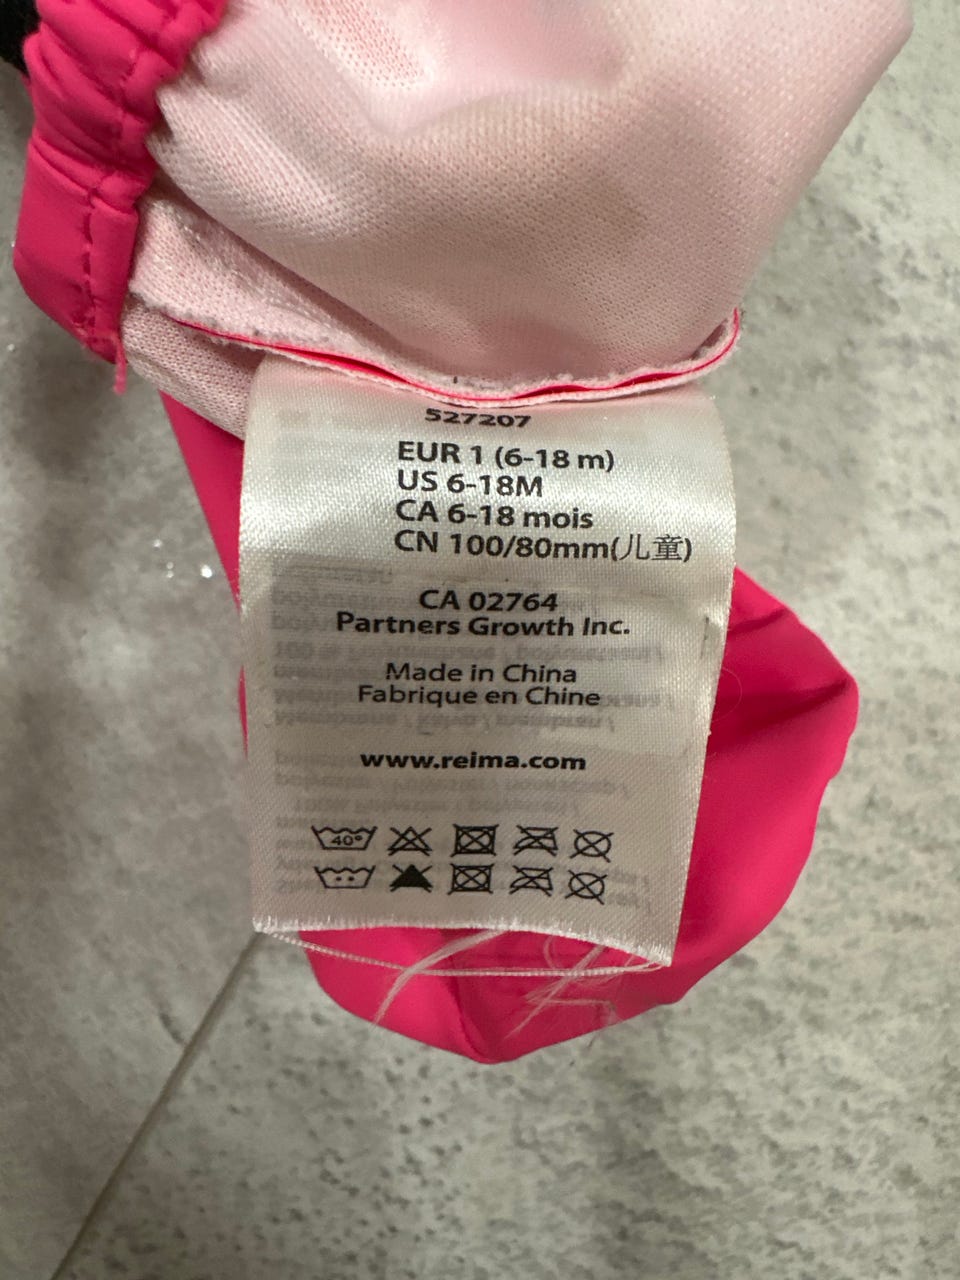 527207
EUR 1 (6-18 m)
US 6-18M
CA 6-18 mois
CN 100/80mm(儿童)
CA 02764
Partners Growth Inc.
Made in China
Fabrique en Chine
www.reima.com
40°